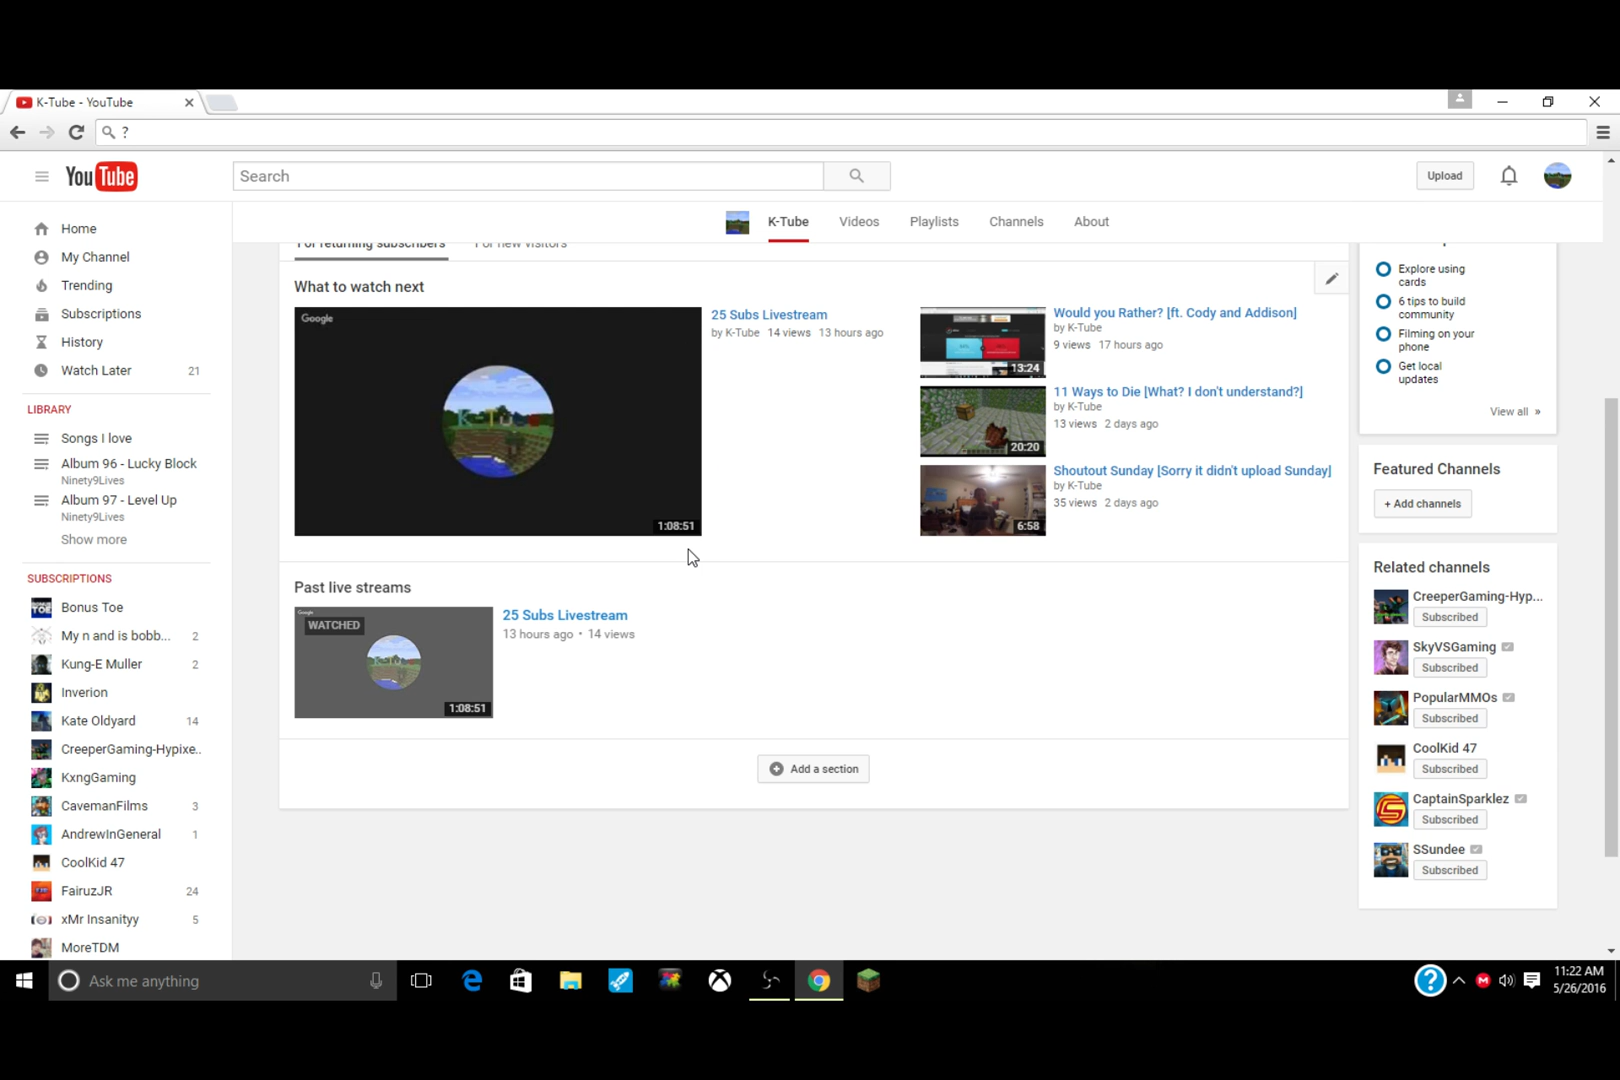 K-Tube - YouTube
?
YouTube
Search
Upload
K-Tube
Videos
Playlists
Channels
About
Home
My Channel
Trending
Subscriptions
History
Watch Later 21
LIBRARY
Songs I love
Album 96 - Lucky Block
Ninety9Lives
Album 97 - Level Up
Ninety9Lives
Show more
SUBSCRIPTIONS
Bonus Toe
My n and is bobb... 2
Kung-E Muller 2
Inverion
Kate Oldyard 14
CreeperGaming-Hypixe..
KxngGaming
CavemanFilms 3
AndrewInGeneral 1
CoolKid 47
FairuzJR 24
xMr Insanityy 5
MoreTDM
For returning subscribers
For new visitors
What to watch next
Google
K-Tube
1:08:51
25 Subs Livestream
by K-Tube 14 views 13 hours ago
13:24
Would you Rather? [ft. Cody and Addison]
by K-Tube
9 views 17 hours ago
20:20
11 Ways to Die [What? I don't understand?]
by K-Tube
13 views 2 days ago
6:58
Shoutout Sunday [Sorry it didn't upload Sunday]
by K-Tube
35 views 2 days ago
Past live streams
Google
WATCHED
1:08:51
25 Subs Livestream
13 hours ago • 14 views
Add a section
Explore using
cards
6 tips to build
community
Filming on your
phone
Get local
updates
View all »
Featured Channels
+ Add channels
Related channels
CreeperGaming-Hyp...
Subscribed
SkyVSGaming
Subscribed
PopularMMOs
Subscribed
CoolKid 47
Subscribed
CaptainSparklez
Subscribed
SSundee
Subscribed
Ask me anything
11:22 AM
5/26/2016